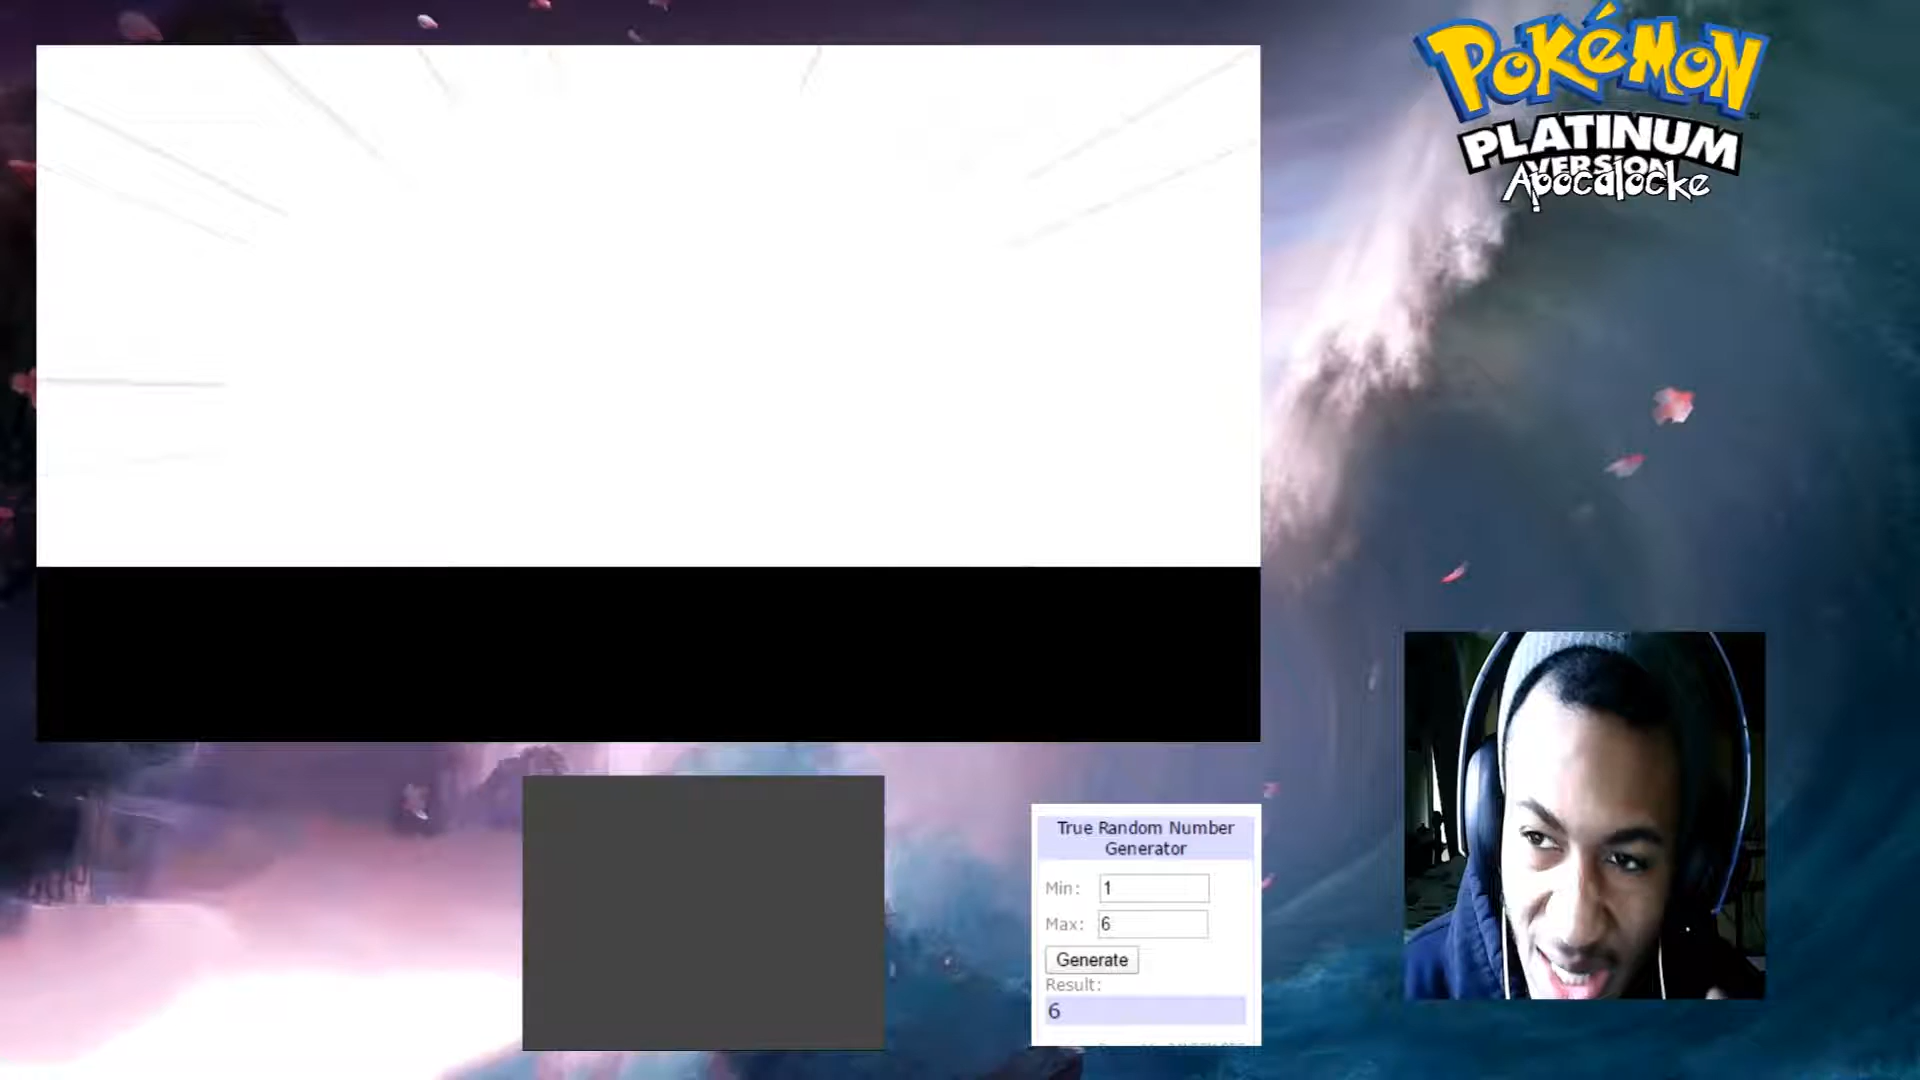 POKÉMON
PLATINUM
VERSION
Apocalocke
True Random Number
Generator
Min: 1
Max: 6
Generate
Result:
6